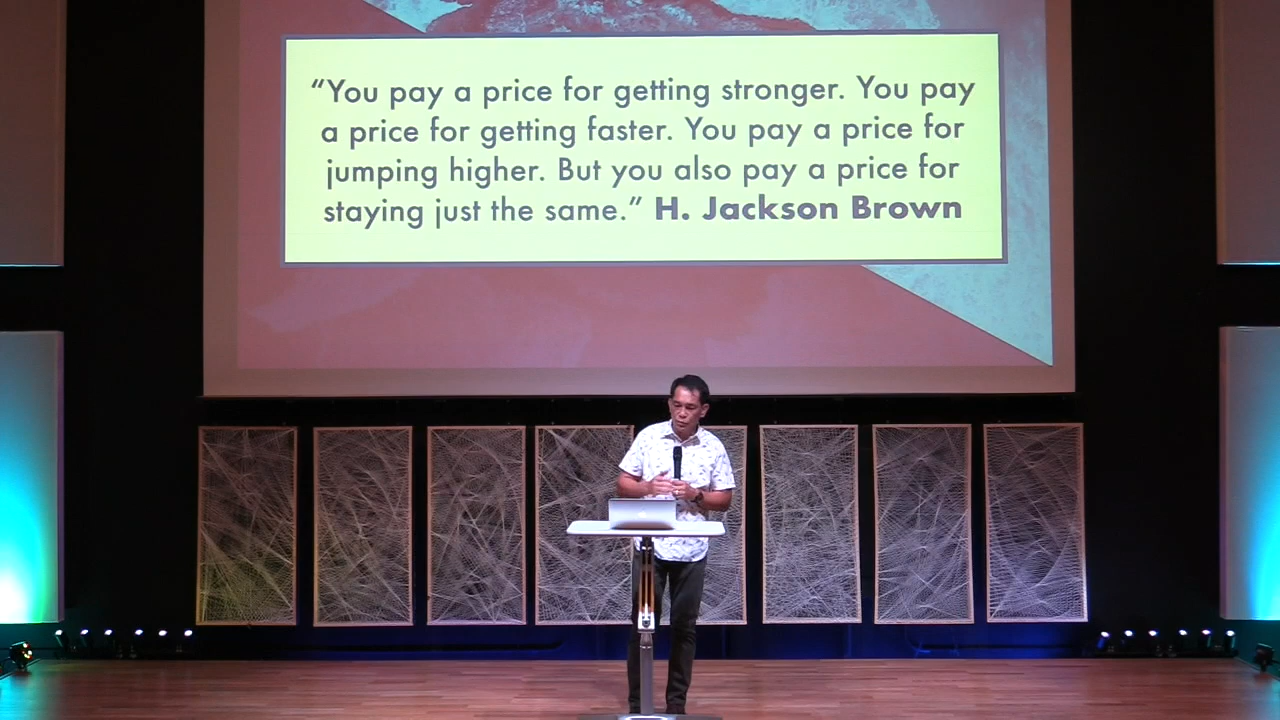 “You pay a price for getting stronger. You pay
a price for getting faster. You pay a price for
jumping higher. But you also pay a price for
staying just the same.” H. Jackson Brown